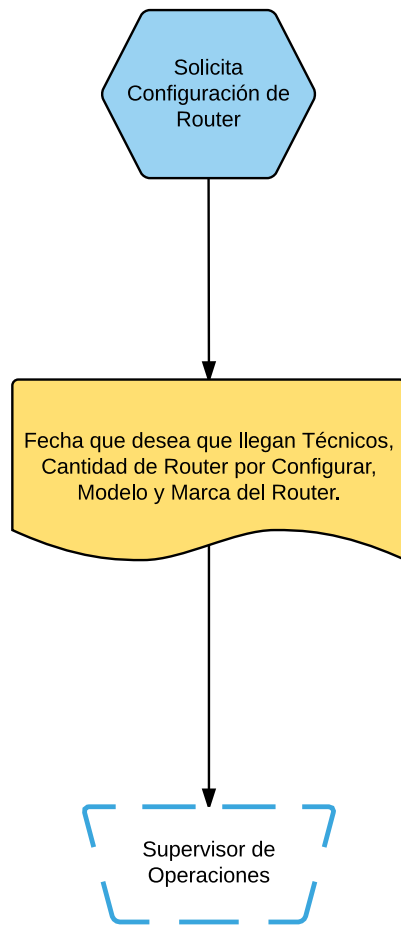 Solicita
Configuración de
Router
Fecha que desea que llegan Técnicos,
Cantidad de Router por Configurar,
Modelo y Marca del Router.
Supervisor de
Operaciones